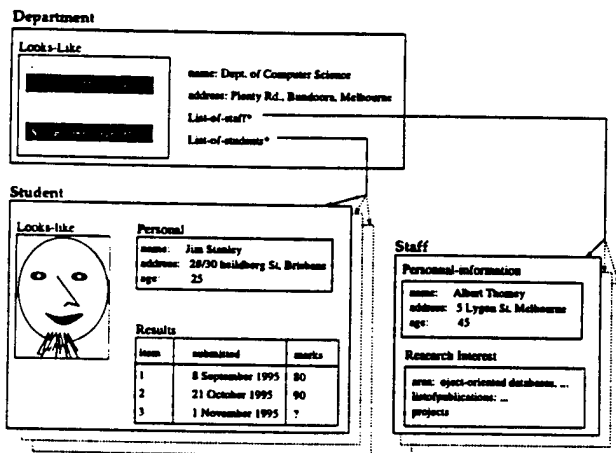 Department
Looks-Like
name: Dept. of Computer Science
address: Plenty Rd., Bundoora, Melbourne
List-of-staff*
List-of-students*
Student
Looks-like
Personal
name: Jim Stanley
address: 28/30 heildberg St, Brisbane
age: 25
Results
item submitted marks
1 8 September 1995 80
2 21 October 1995 90
3 1 November 1995 ?
Staff
Personnal-information
name: Albert Thomey
address: 5 Lygon St. Melbourne
age: 45
Research Interest
area: oject-oriented databases, ...
listofpublications: ...
projects